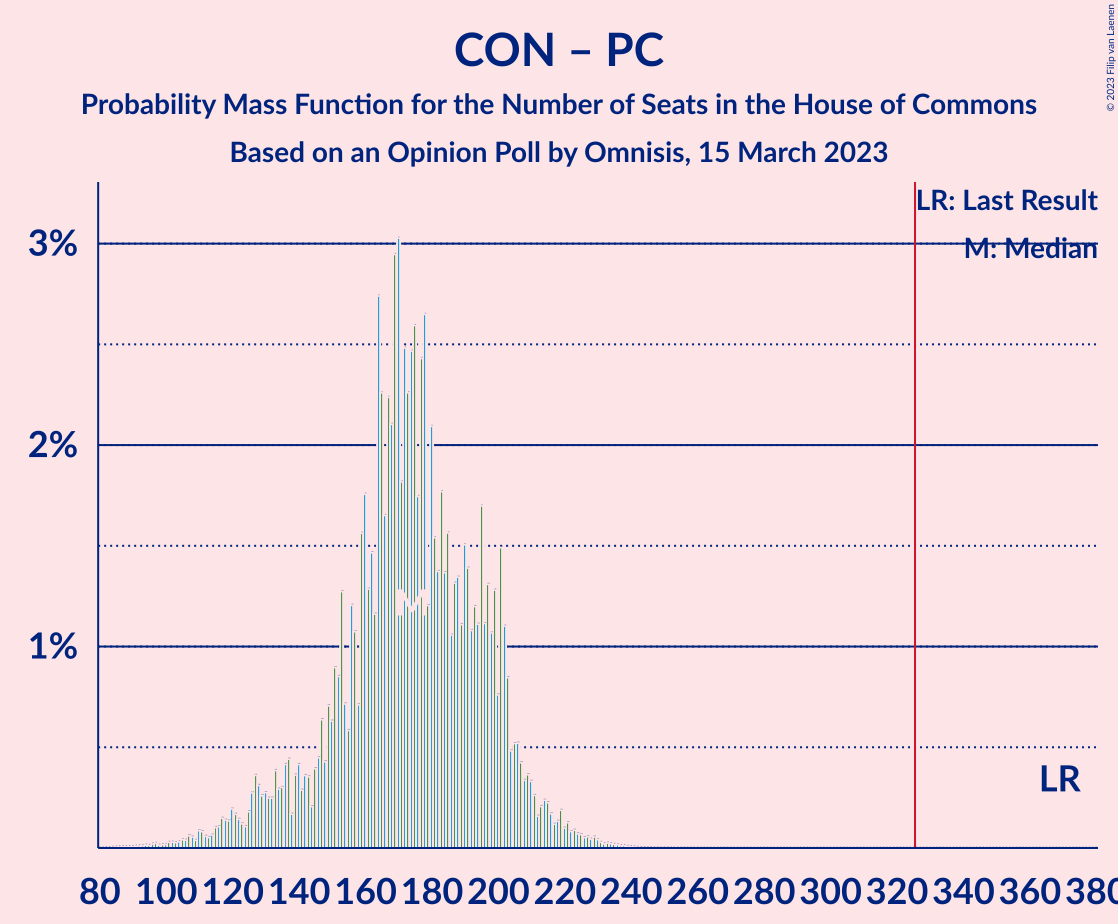 CON – PC
Probability Mass Function for the Number of Seats in the House of Commons
Based on an Opinion Poll by Omnisis, 15 March 2023
© 2023 Filip van Laenen
LR: Last Result
M: Median
3%
2%
1%
LR
80 100 120 140 160 180 200 220 240 260 280 300 320 340 360 380